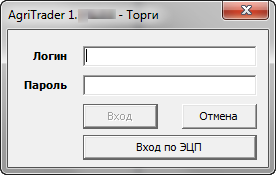 AgriTrader 1. - Торги
Логин
Пароль
Вход
Отмена
Вход по ЭЦП